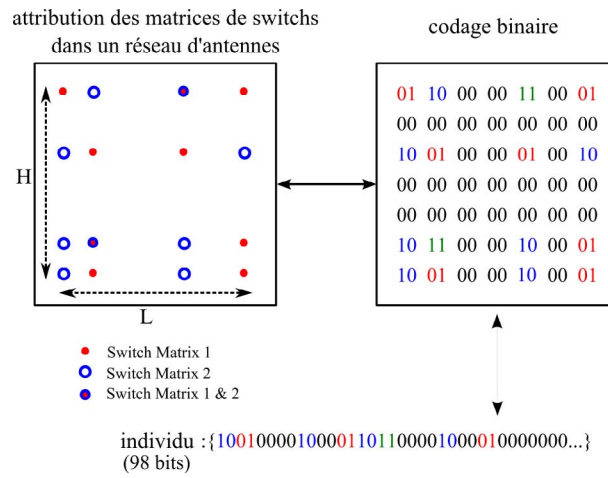 attribution des matrices de switchs
dans un réseau d'antennes
codage binaire
H
L
01 10 00 00 11 00 01
00 00 00 00 00 00 00
10 01 00 00 01 00 10
00 00 00 00 00 00 00
00 00 00 00 00 00 00
10 11 00 00 10 00 01
10 01 00 00 10 00 01
Switch Matrix 1
Switch Matrix 2
Switch Matrix 1 & 2
individu :{10010000100001101100001000010000000...}
(98 bits)